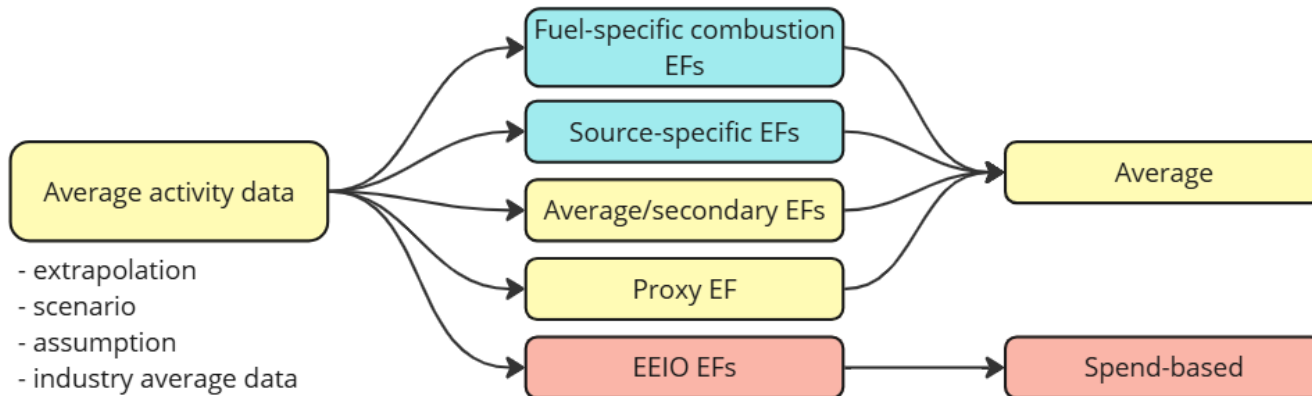 Fuel-specific combustion
EFs
Source-specific EFs
Average activity data
Average/secondary EFs
Average
- extrapolation
- scenario
- assumption
- industry average data
Proxy EF
EEIO EFs
Spend-based